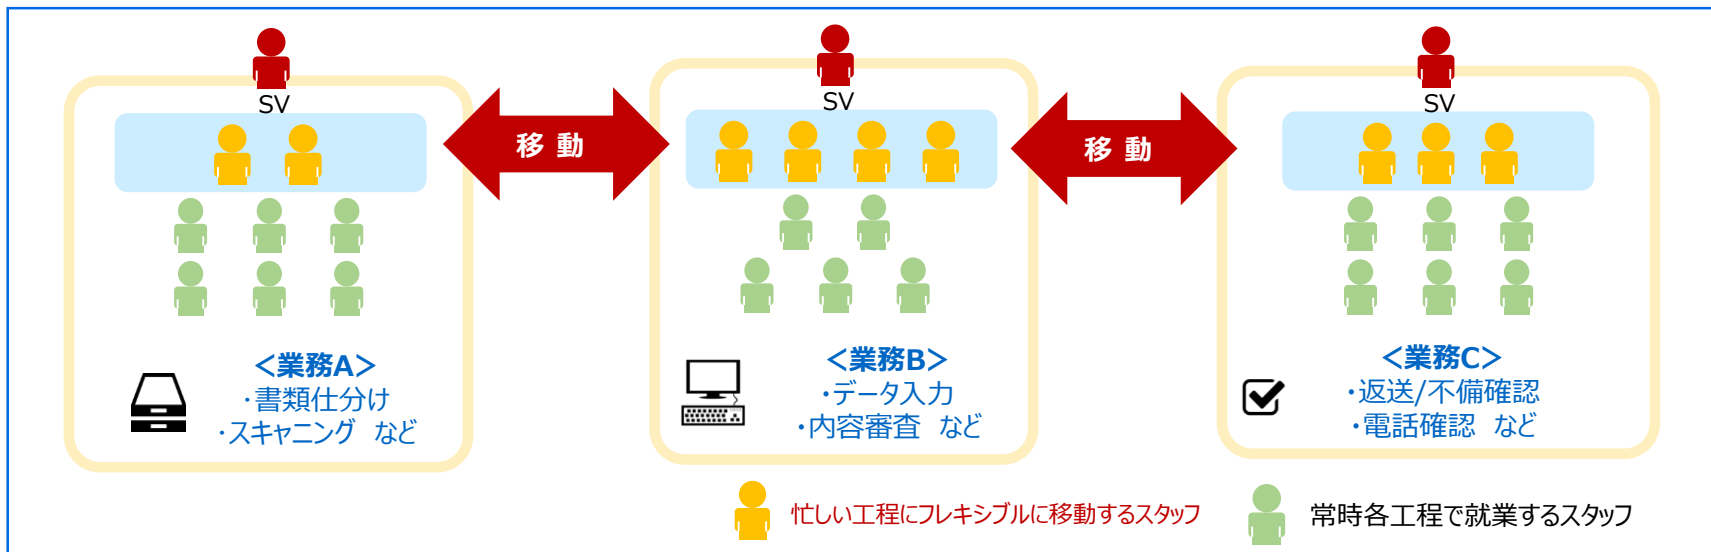 SV
SV
SV
移 動
移 動
＜業務A＞
・書類仕分け
・スキャニング　など
＜業務B＞
・データ入力
・内容審査　など
＜業務C＞
・返送/不備確認
・電話確認　など
忙しい工程にフレキシブルに移動するスタッフ
常時各工程で就業するスタッフ